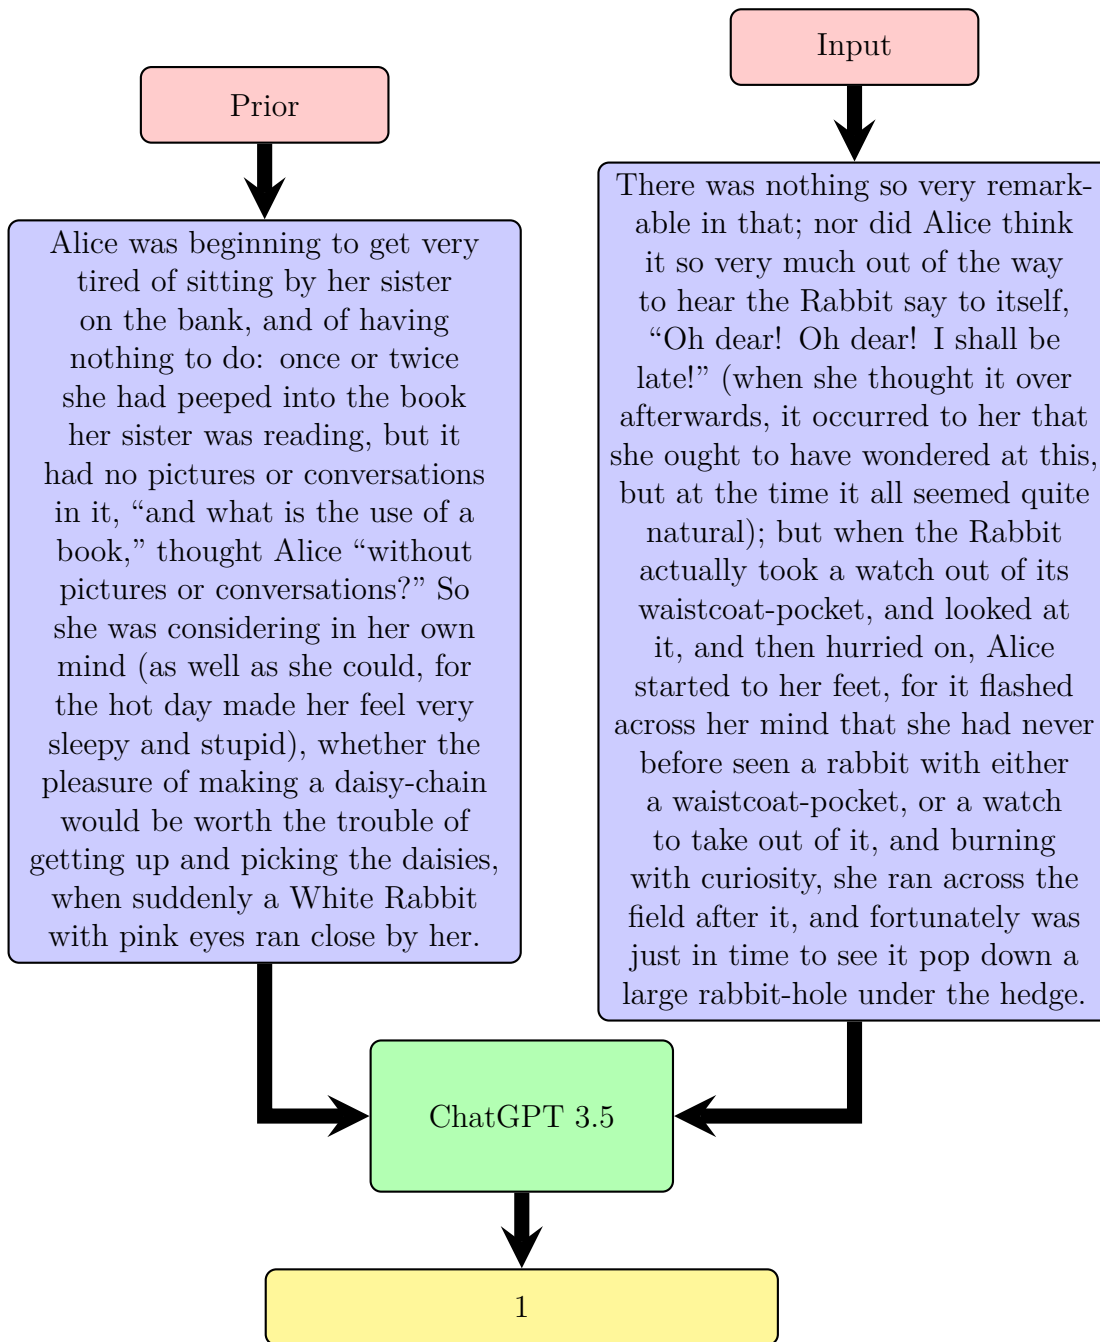 Prior
Alice was beginning to get very
tired of sitting by her sister
on the bank, and of having
nothing to do: once or twice
she had peeped into the book
her sister was reading, but it
had no pictures or conversations
in it, “and what is the use of a
book,” thought Alice “without
pictures or conversations?” So
she was considering in her own
mind (as well as she could, for
the hot day made her feel very
sleepy and stupid), whether the
pleasure of making a daisy-chain
would be worth the trouble of
getting up and picking the daisies,
when suddenly a White Rabbit
with pink eyes ran close by her.
Input
There was nothing so very remark-
able in that; nor did Alice think
it so very much out of the way
to hear the Rabbit say to itself,
“Oh dear! Oh dear! I shall be
late!” (when she thought it over
afterwards, it occurred to her that
she ought to have wondered at this,
but at the time it all seemed quite
natural); but when the Rabbit
actually took a watch out of its
waistcoat-pocket, and looked at
it, and then hurried on, Alice
started to her feet, for it flashed
across her mind that she had never
before seen a rabbit with either
a waistcoat-pocket, or a watch
to take out of it, and burning
with curiosity, she ran across the
field after it, and fortunately was
just in time to see it pop down a
large rabbit-hole under the hedge.
ChatGPT 3.5
1